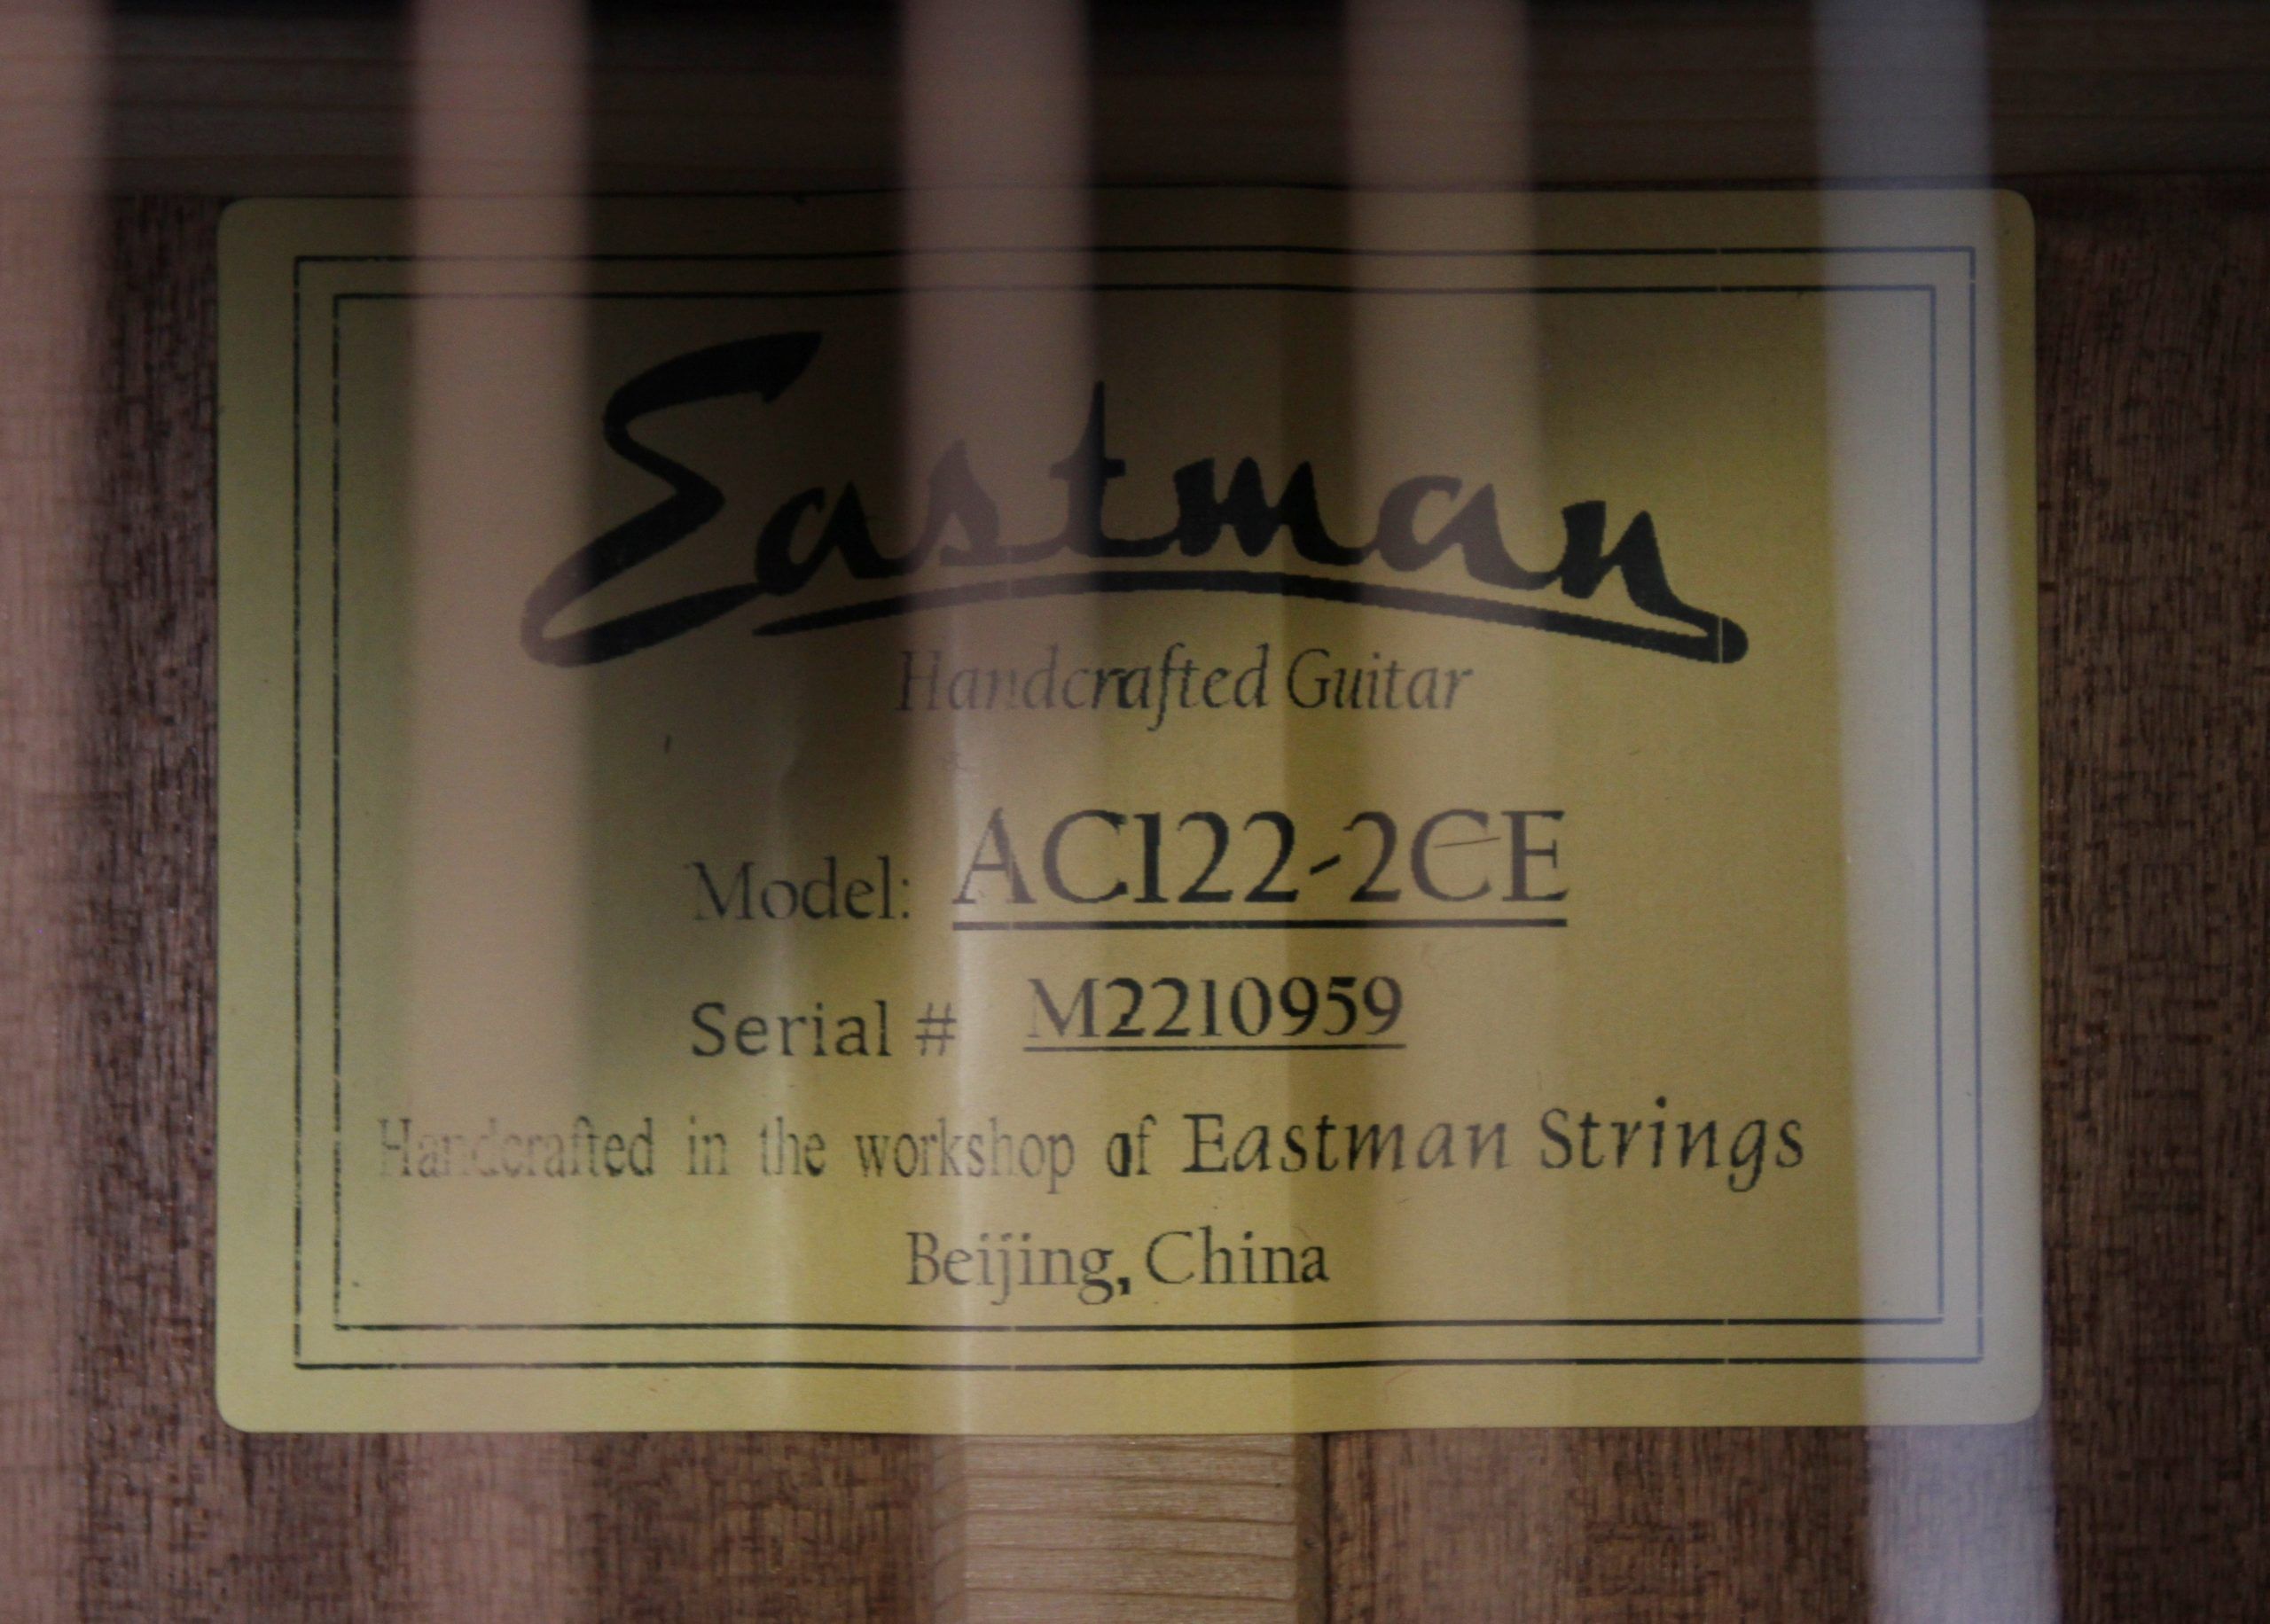 Eastman
Handcrafted Guitar
Model: AC122-2CE
Serial # M2210959
Handcrafted in the workshop of Eastman Strings
Beijing, China